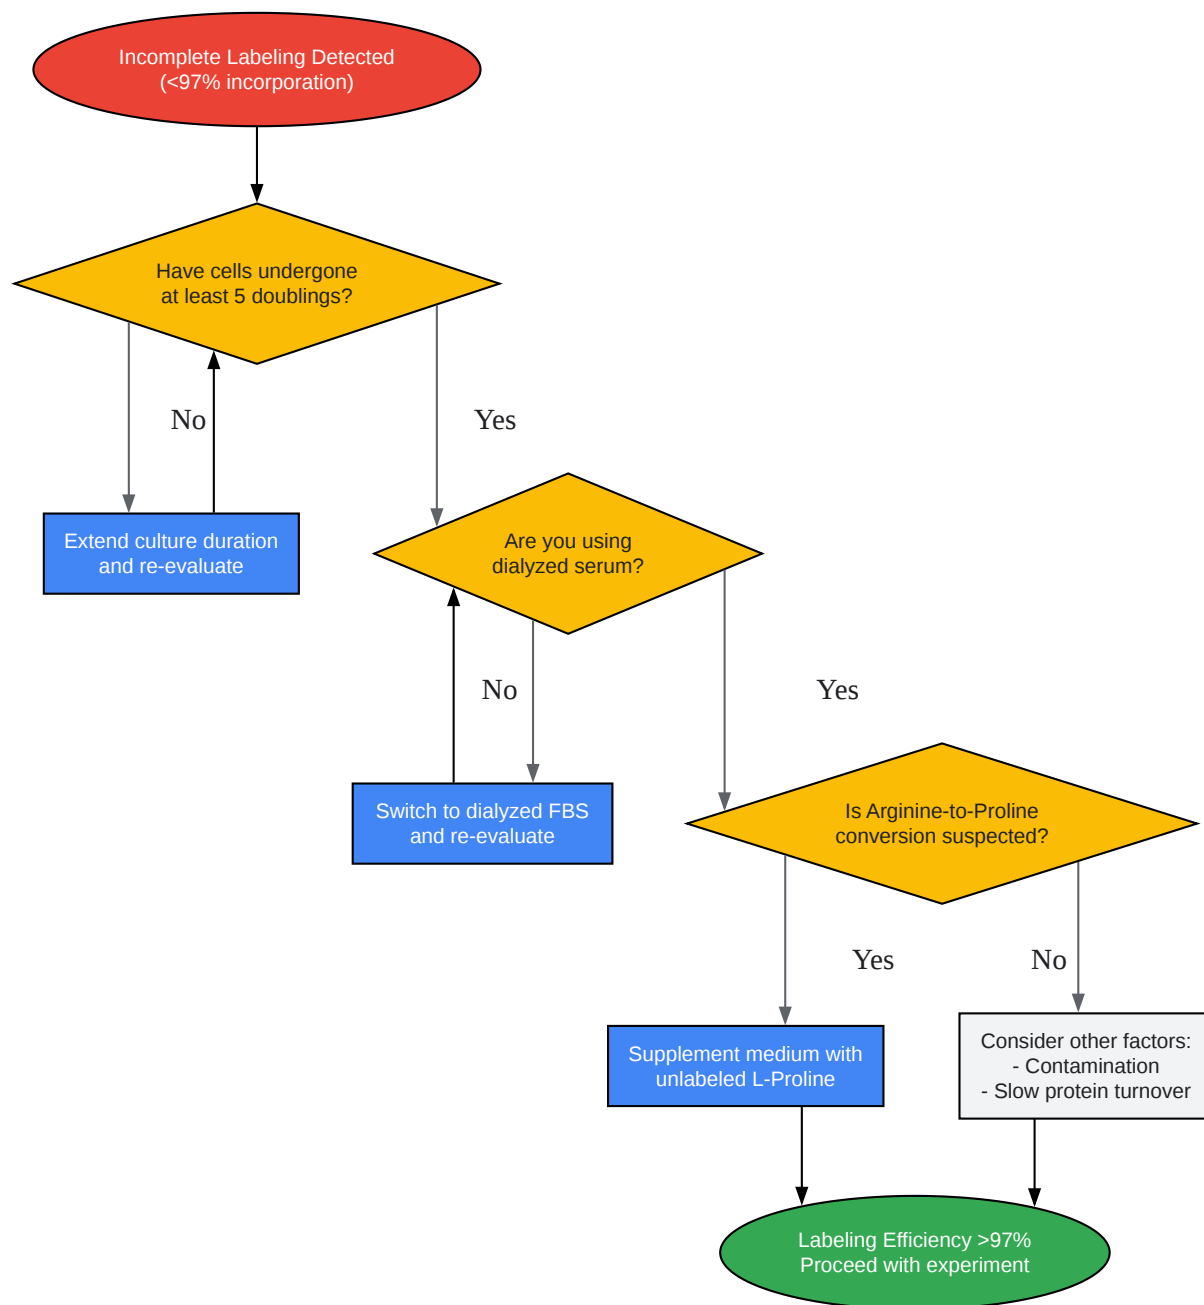 Incomplete Labeling Detected
(<97% incorporation)
Have cells undergone
at least 5 doublings?
No
Yes
Extend culture duration
and re-evaluate
Are you using
dialyzed serum?
No
Yes
Switch to dialyzed FBS
and re-evaluate
Is Arginine-to-Proline
conversion suspected?
Yes
No
Supplement medium with
unlabeled L-Proline
Consider other factors:
- Contamination
- Slow protein turnover
Labeling Efficiency >97%
Proceed with experiment